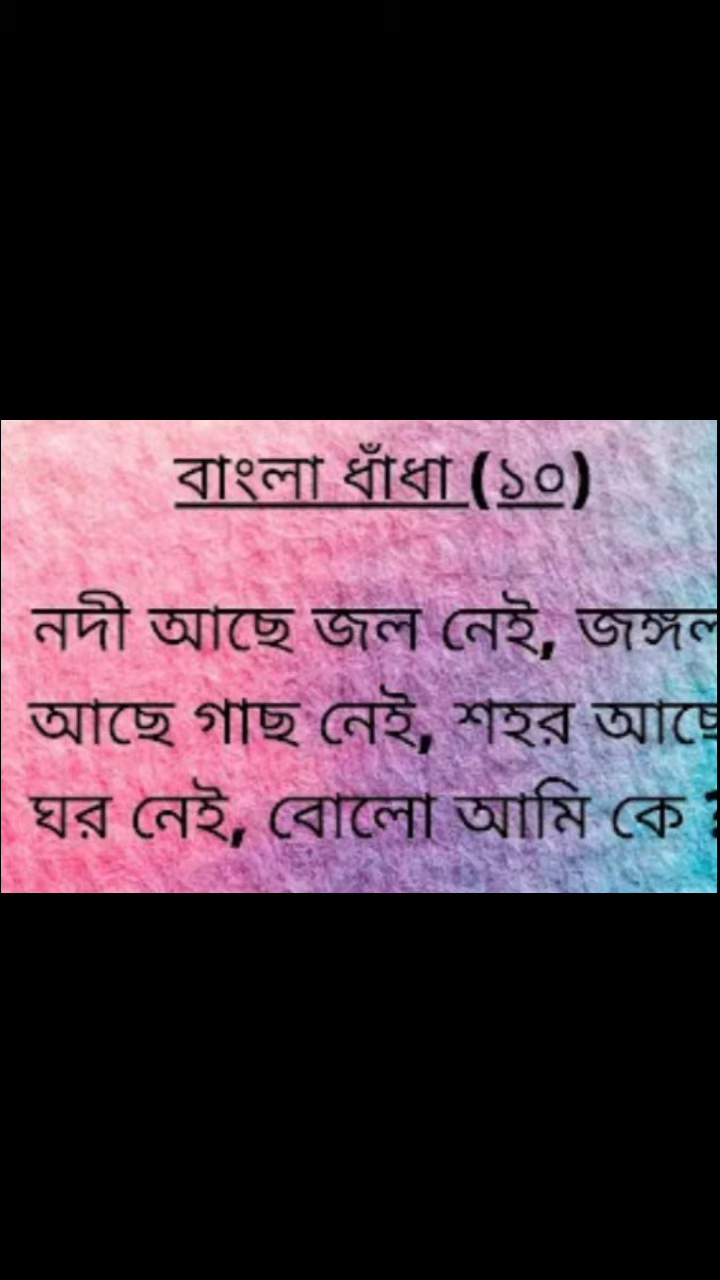 বাংলা ধাঁধা (১০)
নদী আছে জল নেই, জঙ্গল
আছে গাছ নেই, শহর আছে
ঘর নেই, বোলো আমি কে ?